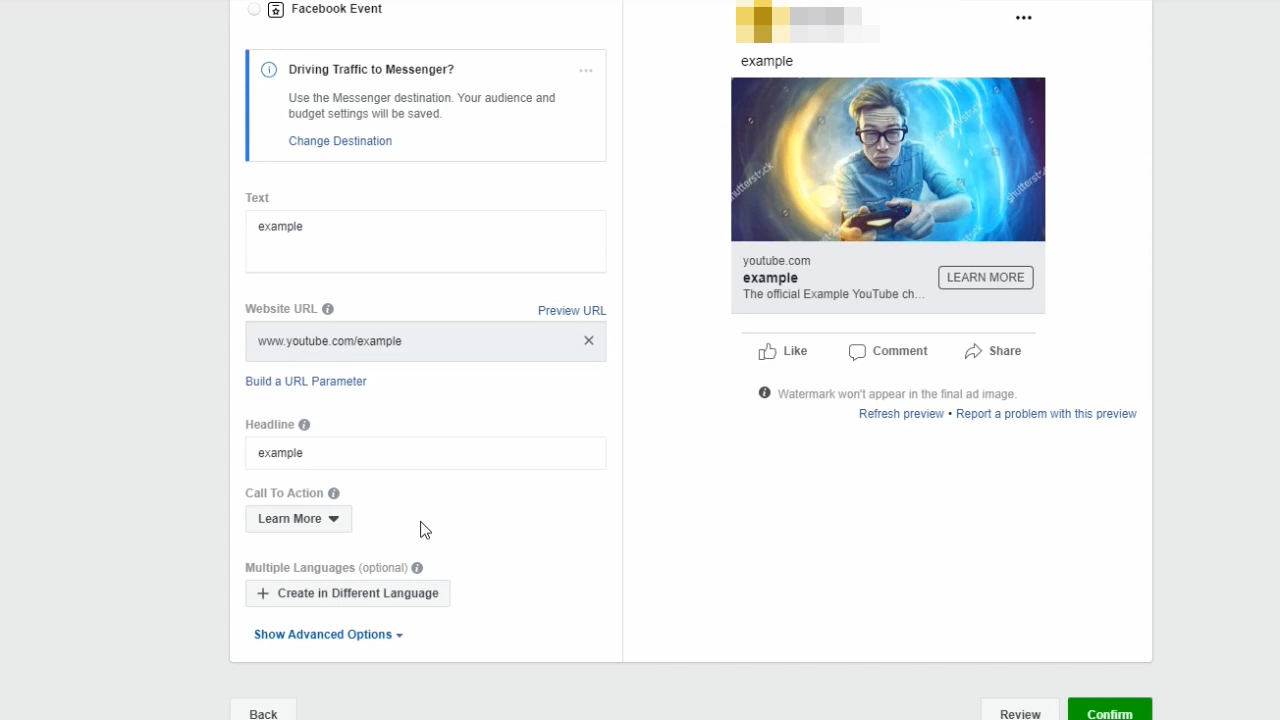 Facebook Event
Driving Traffic to Messenger?
Use the Messenger destination. Your audience and
budget settings will be saved.
Change Destination
Text
example
Website URL
Preview URL
www.youtube.com/example
Build a URL Parameter
Headline
example
Call To Action
Learn More
Multiple Languages (optional)
+ Create in Different Language
Show Advanced Options
Back
example
shutterstock
shutterstock
shutterstock
youtube.com
example
The official Example YouTube ch...
LEARN MORE
Like
Comment
Share
Watermark won't appear in the final ad image.
Refresh preview • Report a problem with this preview
Review
Confirm